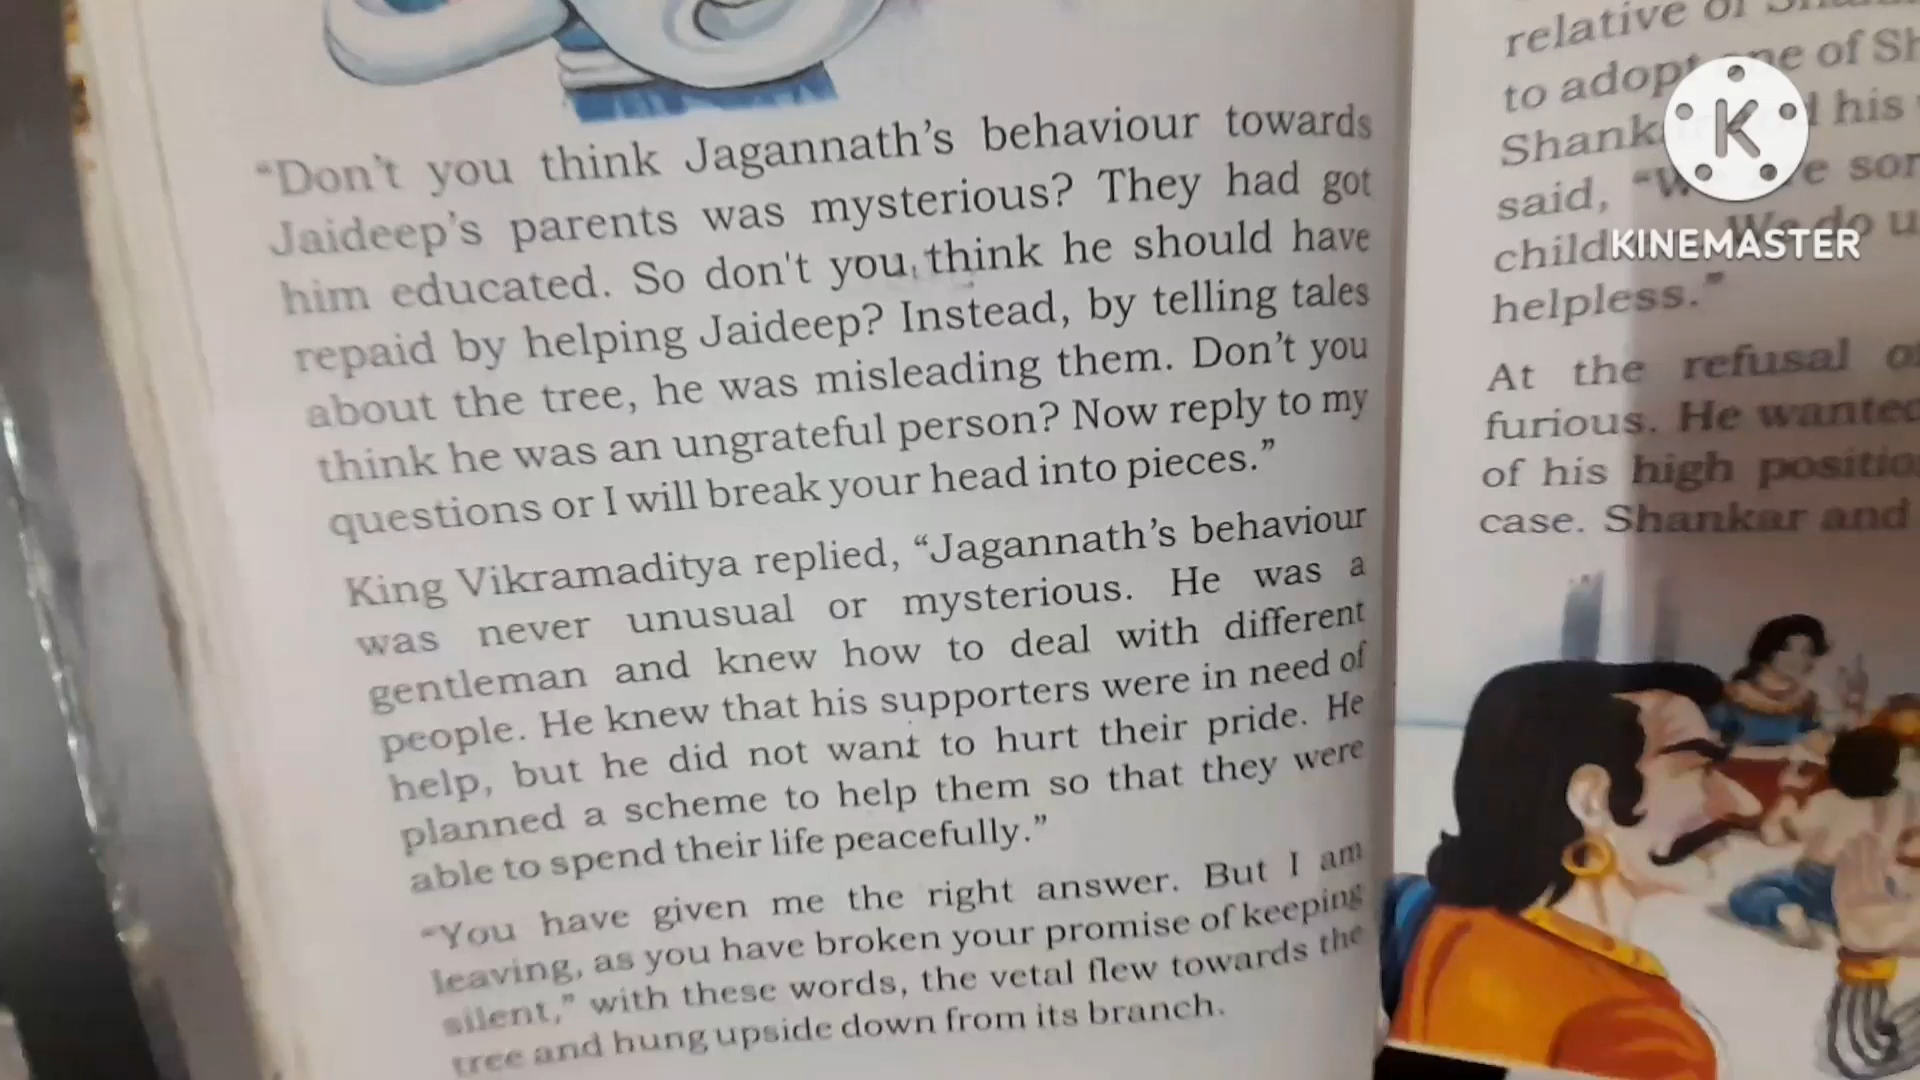 “Don't you think Jagannath’s behaviour towards
Jaideep’s parents was mysterious? They had got
him educated. So don't you think he should have
repaid by helping Jaideep? Instead, by telling tales
about the tree, he was misleading them. Don’t you
think he was an ungrateful person? Now reply to my
questions or I will break your head into pieces.”
King Vikramaditya replied, “Jagannath’s behaviour
was never unusual or mysterious. He was a
gentleman and knew how to deal with different
people. He knew that his supporters were in need of
help, but he did not want to hurt their pride. He
planned a scheme to help them so that they were
able to spend their life peacefully.”
“You have given me the right answer. But I am
leaving, as you have broken your promise of keeping
silent,” with these words, the vetal flew towards the
tree and hung upside down from its branch.
relative of
to adopt one of
his
said,
We do
helpless.”
At the refusal
furious. He wanted
of his high
case. Shankar and
K
KINEMASTER